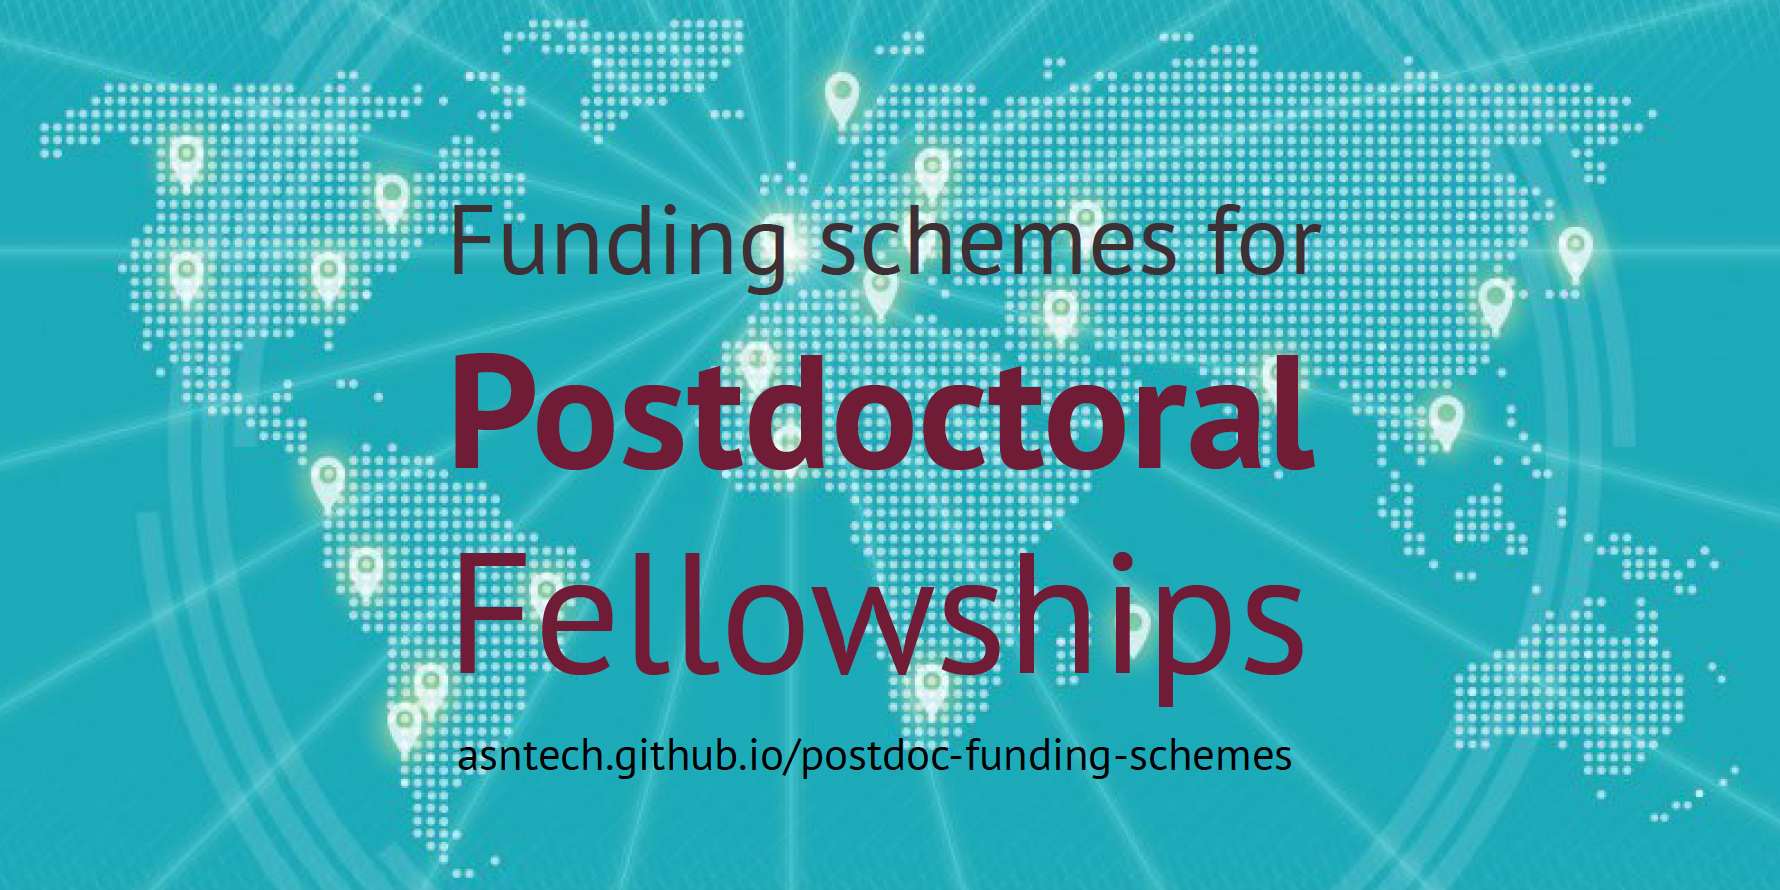 Funding schemes for
Postdoctoral
Fellowships
asntech.github.io/postdoc-funding-schemes